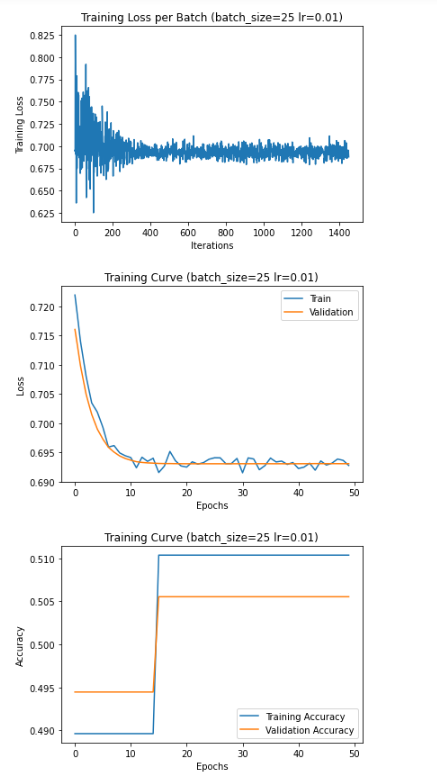 Training Loss per Batch (batch_size=25 lr=0.01)
0.825
0.800
0.775
0.750
0.725
0.700
0.675
0.650
0.625
Training Loss
0 200 400 600 800 1000 1200 1400
Iterations
Training Curve (batch_size=25 lr=0.01)
Train
Validation
0.720
0.715
0.710
0.705
0.700
0.695
0.690
Loss
0 10 20 30 40 50
Epochs
Training Curve (batch_size=25 lr=0.01)
0.510
0.505
0.500
0.495
0.490
Accuracy
Training Accuracy
Validation Accuracy
0 10 20 30 40 50
Epochs